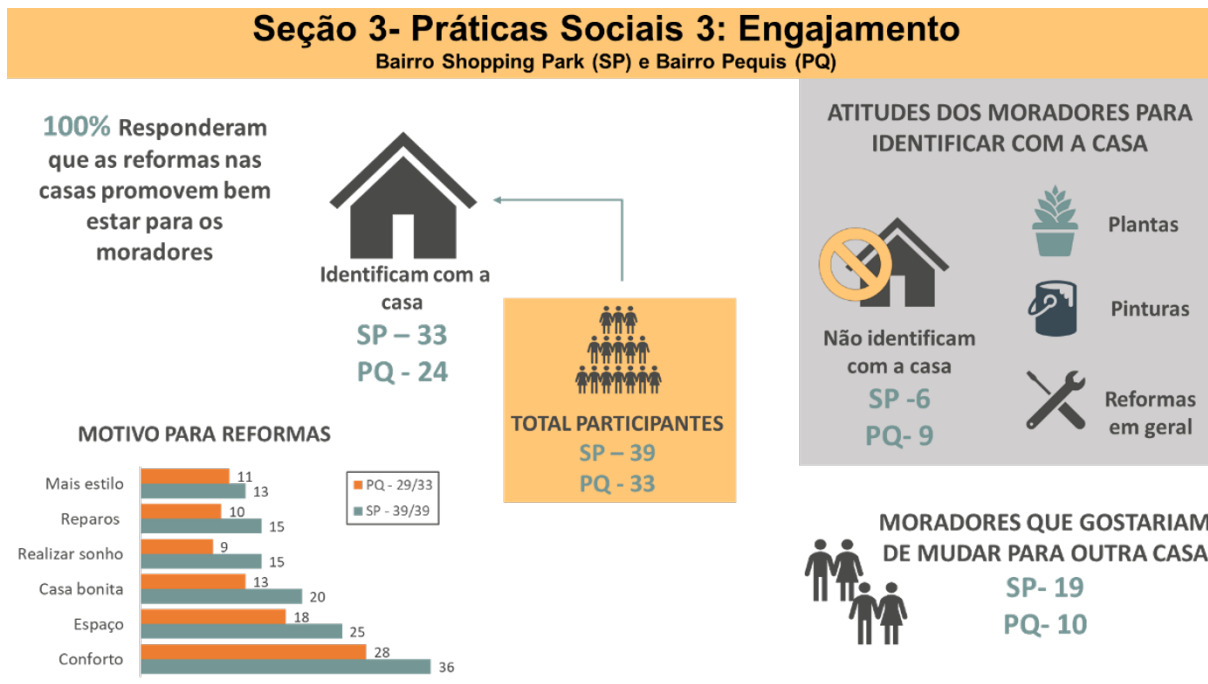 Seção 3- Práticas Sociais 3: Engajamento
Bairro Shopping Park (SP) e Bairro Pequis (PQ)
100% Responderam
que as reformas nas
casas promovem bem
estar para os
moradores
Identificam com a
casa
SP – 33
PQ - 24
TOTAL PARTICIPANTES
SP – 39
PQ - 33
ATITUDES DOS MORADORES PARA
IDENTIFICAR COM A CASA
Não identificam
com a casa
SP -6
PQ- 9
Plantas
Pinturas
Reformas
em geral
MOTIVO PARA REFORMAS
PQ - 29/33
SP - 39/39
Mais estilo
11
13
Reparos
10
15
Realizar sonho
9
15
Casa bonita
13
20
Espaço
18
25
Conforto
28
36
MORADORES QUE GOSTARIAM
DE MUDAR PARA OUTRA CASA
SP- 19
PQ- 10